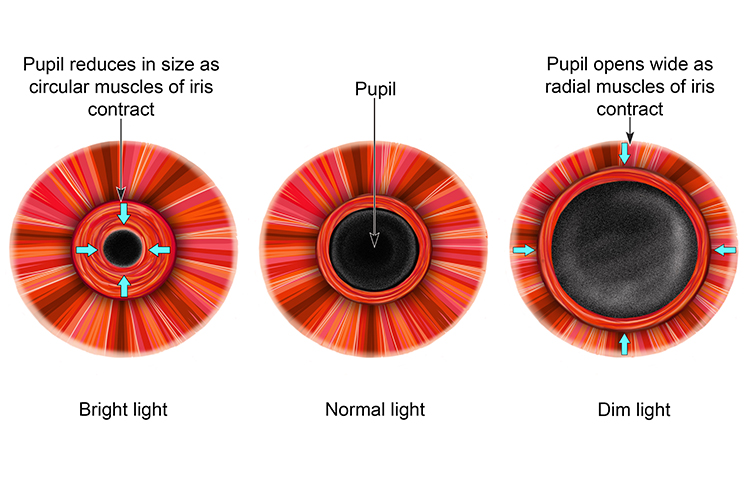 Pupil reduces in size as
circular muscles of iris
contract
Pupil
Pupil opens wide as
radial muscles of iris
contract
Bright light
Normal light
Dim light